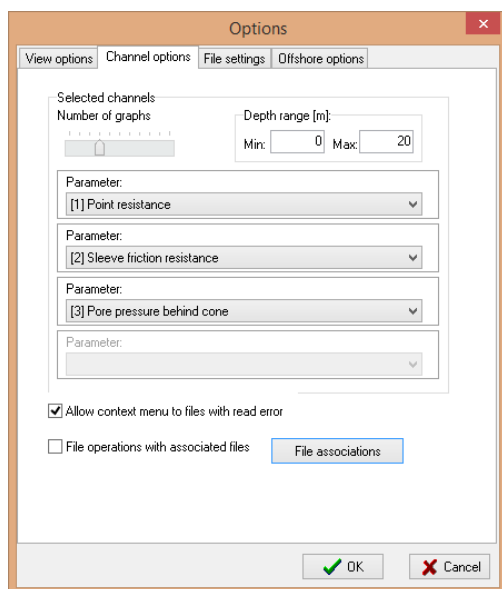 Options
View options Channel options File settings Offshore options
Selected channels
Number of graphs
Depth range [m]:
Min: 0 Max: 20
Parameter:
[1] Point resistance
Parameter:
[2] Sleeve friction resistance
Parameter:
[3] Pore pressure behind cone
Parameter:
Allow context menu to files with read error
File operations with associated files File associations
OK Cancel